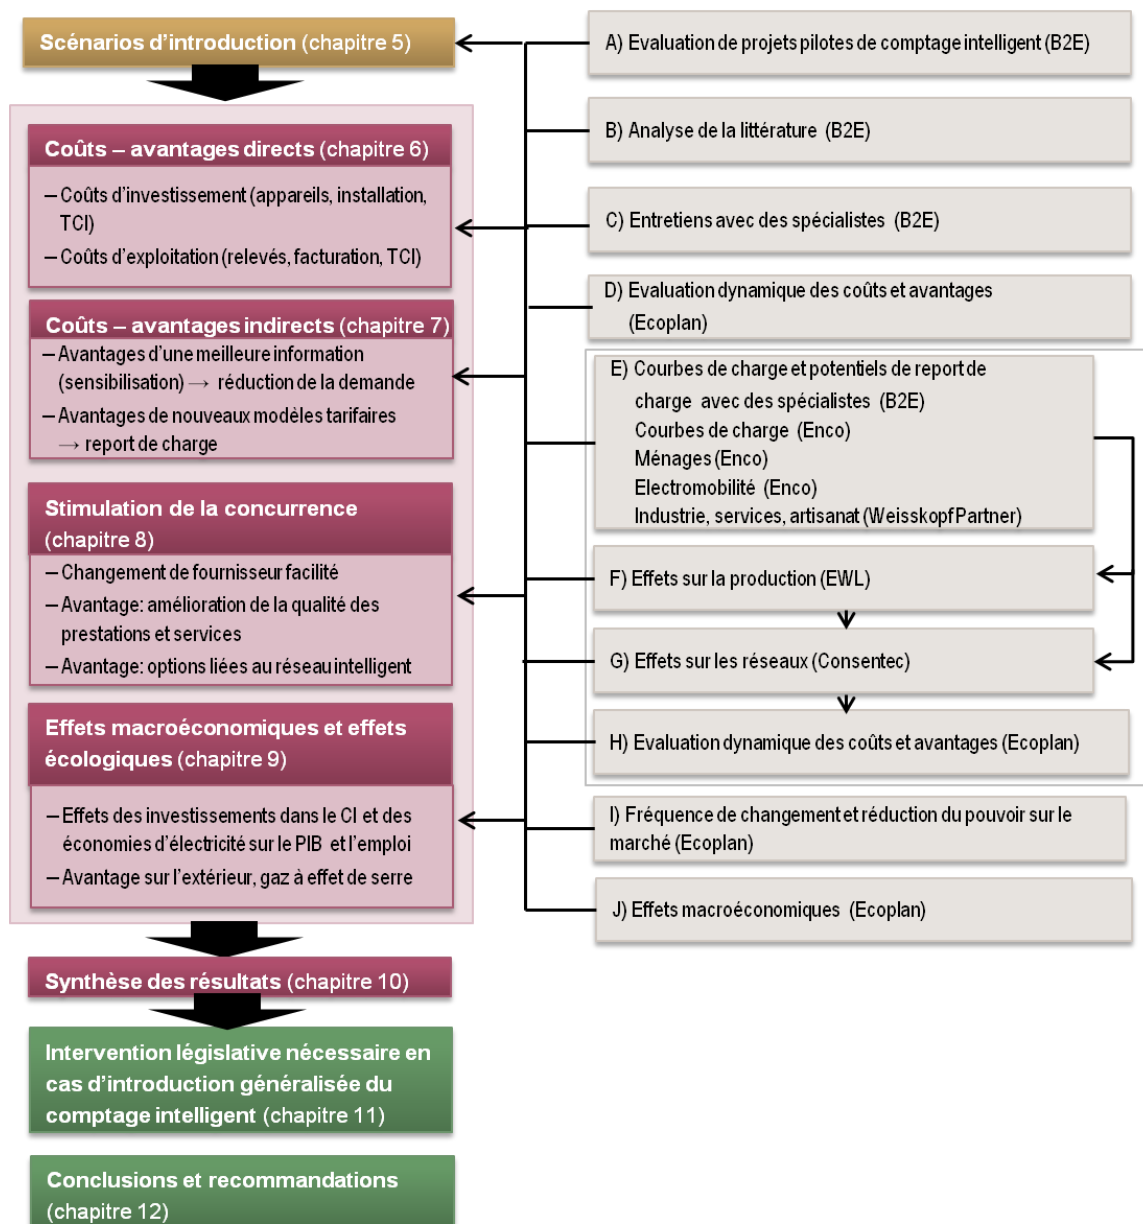 Scénarios d'introduction (chapitre 5)
Coûts – avantages directs (chapitre 6)
– Coûts d'investissement (appareils, installation,
TCI)
– Coûts d'exploitation (relevés, facturation, TCI)
Coûts – avantages indirects (chapitre 7)
– Avantages d'une meilleure information
(sensibilisation) → réduction de la demande
– Avantages de nouveaux modèles tarifaires
→ report de charge
Stimulation de la concurrence
(chapitre 8)
– Changement de fournisseur facilité
– Avantage: amélioration de la qualité des
prestations et services
– Avantage: options liées au réseau intelligent
Effets macroéconomiques et effets
écologiques (chapitre 9)
– Effets des investissements dans le CI et des
économies d'électricité sur le PIB et l'emploi
– Avantage sur l'extérieur, gaz à effet de serre
Synthèse des résultats (chapitre 10)
Intervention législative nécessaire en
cas d'introduction généralisée du
comptage intelligent (chapitre 11)
Conclusions et recommandations
(chapitre 12)
A) Evaluation de projets pilotes de comptage intelligent (B2E)
B) Analyse de la littérature (B2E)
C) Entretiens avec des spécialistes (B2E)
D) Evaluation dynamique des coûts et avantages
(Ecoplan)
E) Courbes de charge et potentiels de report de
charge avec des spécialistes (B2E)
Courbes de charge (Enco)
Ménages (Enco)
Electromobilité (Enco)
Industrie, services, artisanat (Weisskopf Partner)
F) Effets sur la production (EWL)
G) Effets sur les réseaux (Consentec)
H) Evaluation dynamique des coûts et avantages (Ecoplan)
I) Fréquence de changement et réduction du pouvoir sur le
marché (Ecoplan)
J) Effets macroéconomiques (Ecoplan)